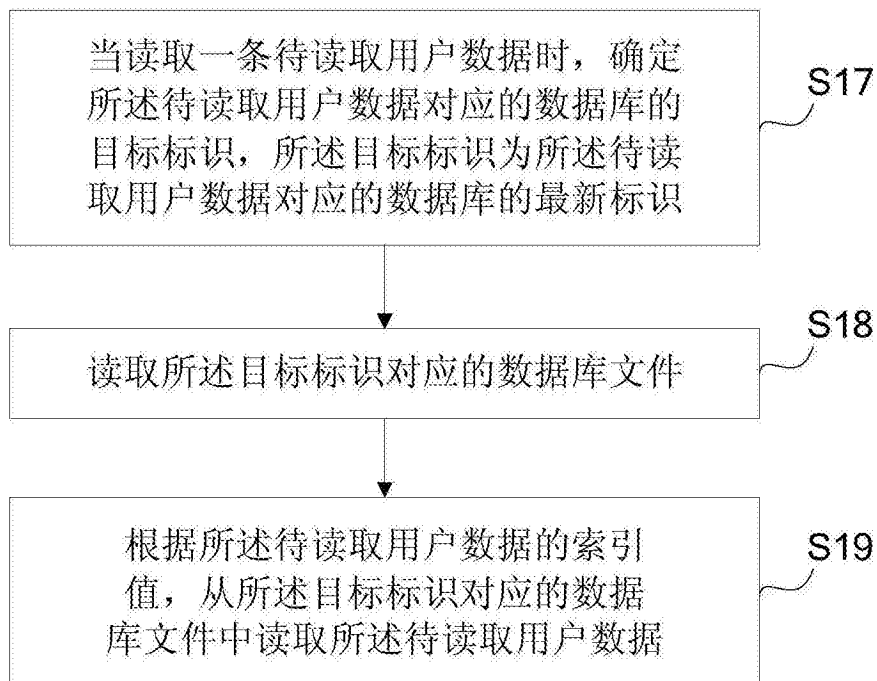 当读取一条待读取用户数据时，确定
所述待读取用户数据对应的数据库的
目标标识，所述目标标识为所述待读
取用户数据对应的数据库的最新标识
S17
读取所述目标标识对应的数据库文件
S18
根据所述待读取用户数据的索引
值，从所述目标标识对应的数据
库文件中读取所述待读取用户数据
S19